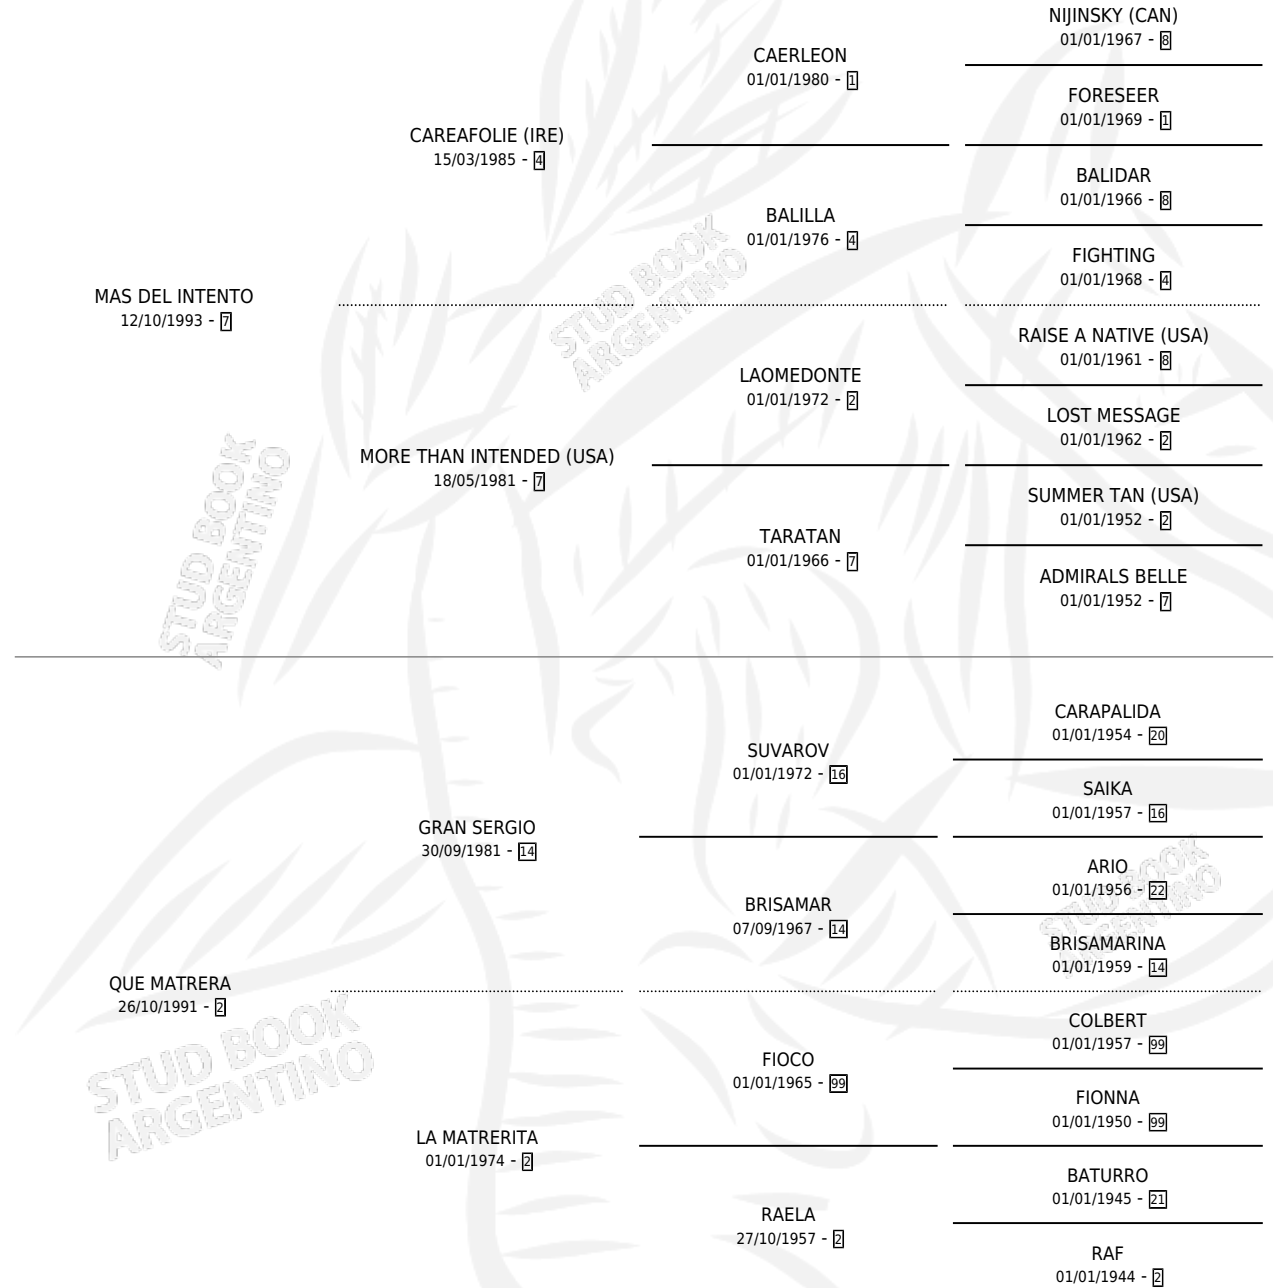 NIJINSKY (CAN)
01/01/1967 - 8
CAERLEON
01/01/1980 - 1
FORESEER
01/01/1969 - 1
CAREAFOLIE (IRE)
15/03/1985 - 4
BALIDAR
01/01/1966 - 8
BALILLA
01/01/1976 - 4
FIGHTING
01/01/1968 - 4
MAS DEL INTENTO
12/10/1993 - 7
RAISE A NATIVE (USA)
01/01/1961 - 8
LAOMEDONTE
01/01/1972 - 2
LOST MESSAGE
01/01/1962 - 2
MORE THAN INTENDED (USA)
18/05/1981 - 7
SUMMER TAN (USA)
01/01/1952 - 2
TARATAN
01/01/1966 - 7
ADMIRALS BELLE
01/01/1952 - 7
CARAPALIDA
01/01/1954 - 20
SUVAROV
01/01/1972 - 16
SAIKA
01/01/1957 - 16
GRAN SERGIO
30/09/1981 - 14
ARIO
01/01/1956 - 22
BRISAMAR
07/09/1967 - 14
BRISAMARINA
01/01/1959 - 14
QUE MATRERA
26/10/1991 - 2
COLBERT
01/01/1957 - 99
FIOCO
01/01/1965 - 99
FIONNA
01/01/1950 - 99
LA MATRERITA
01/01/1974 - 2
BATURRO
01/01/1945 - 21
RAELA
27/10/1957 - 2
RAF
01/01/1944 - 2
STUD BOOK
ARGENTINO
STUD BOOK
ARGENTINO
STUD BOOK
ARGENTINO
STUD BOOK
ARGENTINO